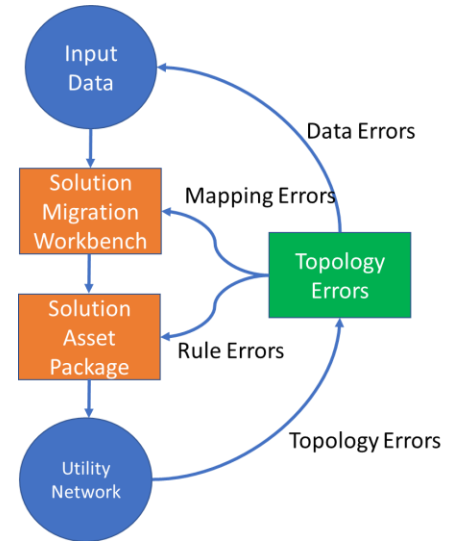 Input
Data
Data Errors
Solution
Migration
Workbench
Mapping Errors
Topology
Errors
Solution
Asset
Package
Rule Errors
Topology Errors
Utility
Network